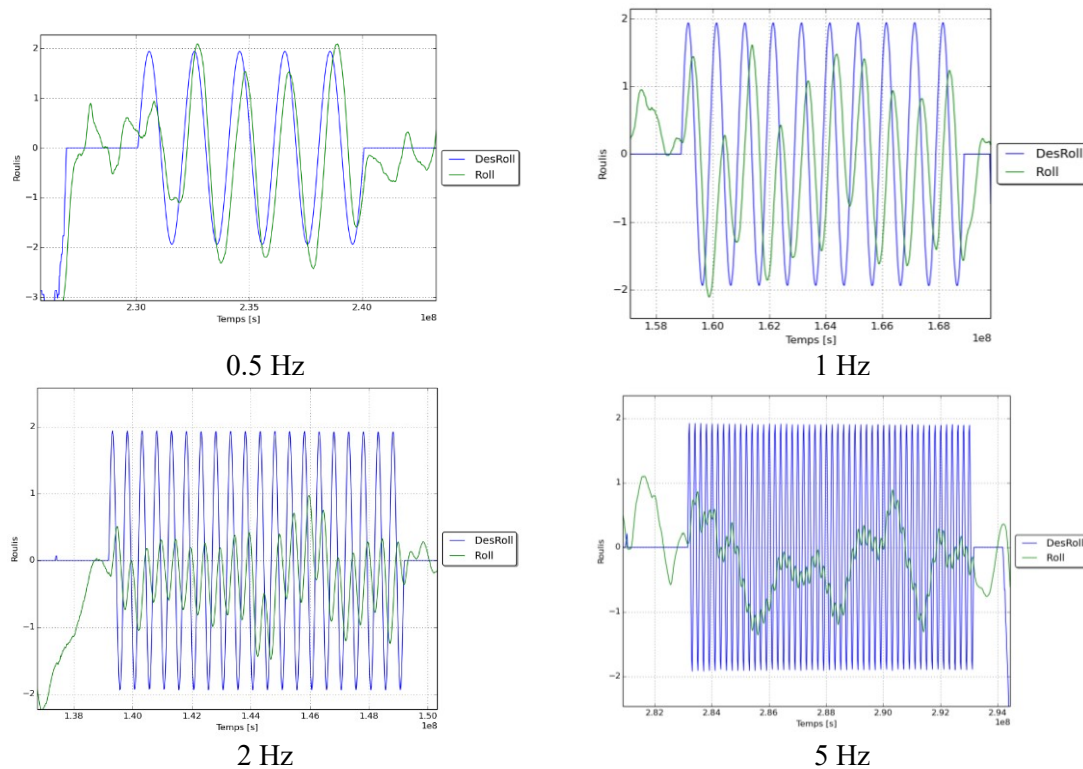 2
1
0
−1
−2
−3
Roulis
2.30
2.35
2.40
1e8
Temps [s]
DesRoll
Roll
0.5 Hz
2
1
0
−1
−2
Roulis
1.58
1.60
1.62
1.64
1.66
1.68
1e8
Temps [s]
DesRoll
Roll
1 Hz
2
1
0
−1
−2
Roulis
1.38
1.40
1.42
1.44
1.46
1.48
1.50
1e8
Temps [s]
DesRoll
Roll
2 Hz
2
1
0
−1
−2
Roulis
2.82
2.84
2.86
2.88
2.90
2.92
2.94
1e8
Temps [s]
DesRoll
Roll
5 Hz